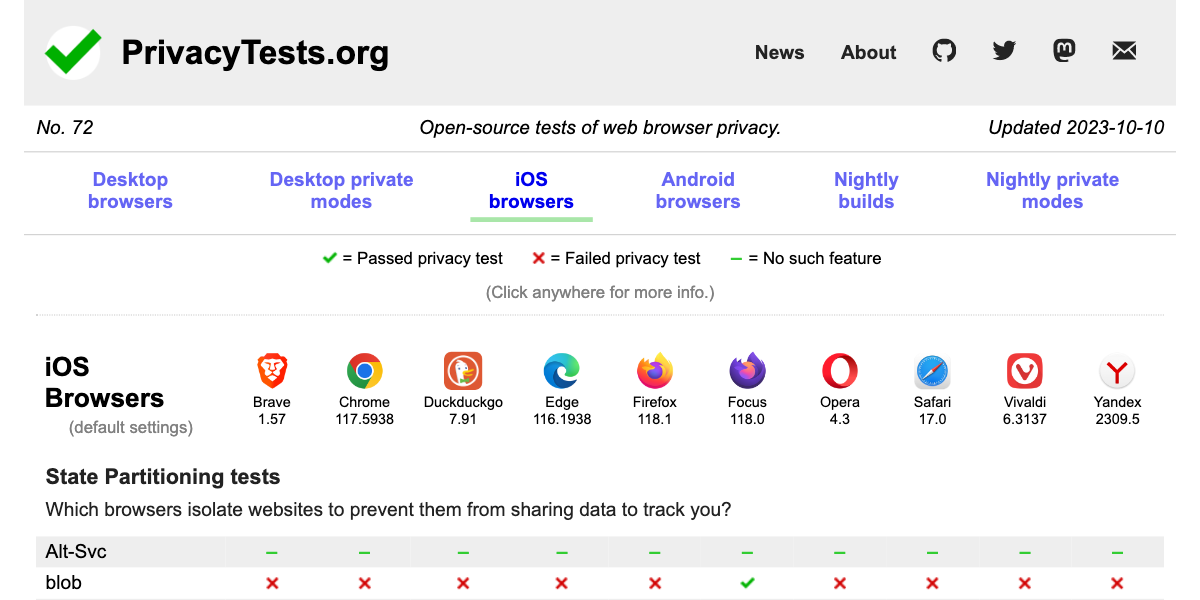 PrivacyTests.org
News About
No. 72 Open-source tests of web browser privacy. Updated 2023-10-10
Desktop browsers Desktop private modes iOS browsers Android browsers Nightly builds Nightly private modes
= Passed privacy test = Failed privacy test = No such feature
(Click anywhere for more info.)
iOS Browsers
(default settings)
Brave Chrome Duckduckgo Edge Firefox Focus Opera Safari Vivaldi Yandex
1.57 117.5938 7.91 116.1938 118.1 118.0 4.3 17.0 6.3137 2309.5
State Partitioning tests
Which browsers isolate websites to prevent them from sharing data to track you?
Alt-Svc
blob